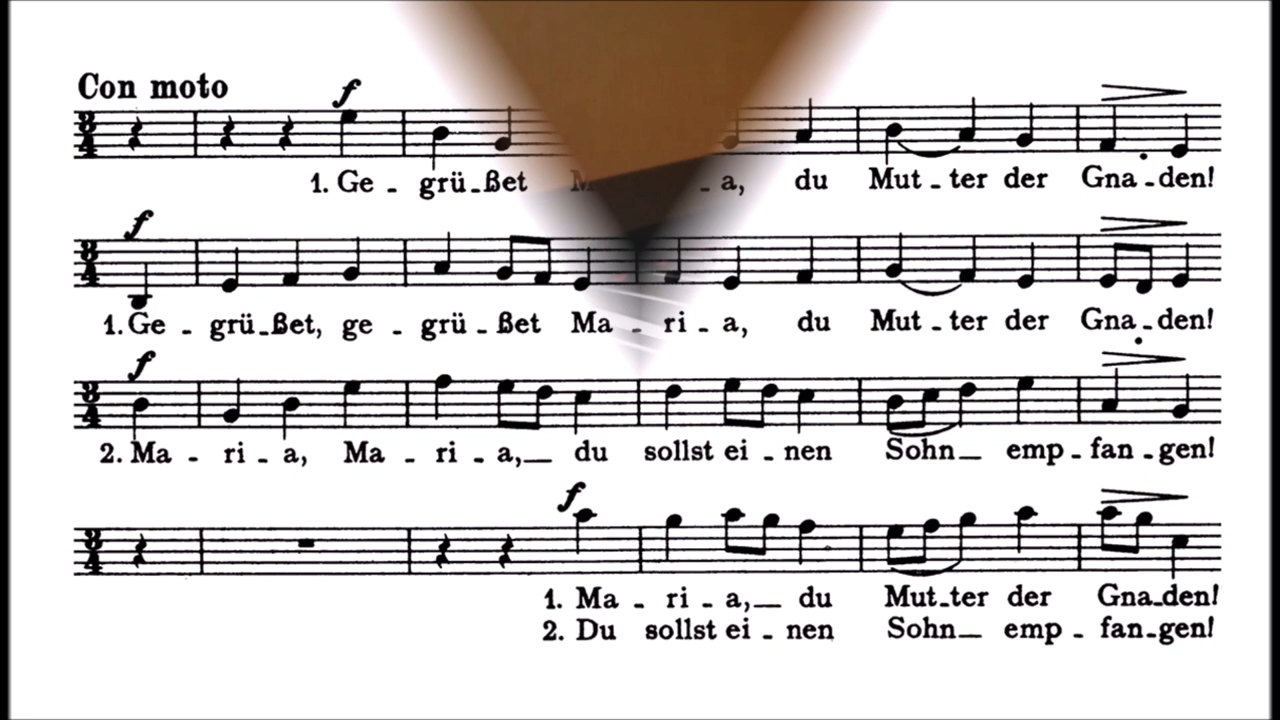 Con moto
f
1. Ge - grü - ßet M - a, du Mut - ter der Gna - den!
f
1. Ge - grü - ßet, ge - grü - ßet Ma - ri - a, du Mut - ter der Gna - den!
f
2. Ma - ri - a, Ma - ri - a, du sollst ei - nen Sohn emp - fan - gen!
f
1. Ma - ri - a, du Mut - ter der Gna - den!
2. Du sollst ei - nen Sohn emp - fan - gen!